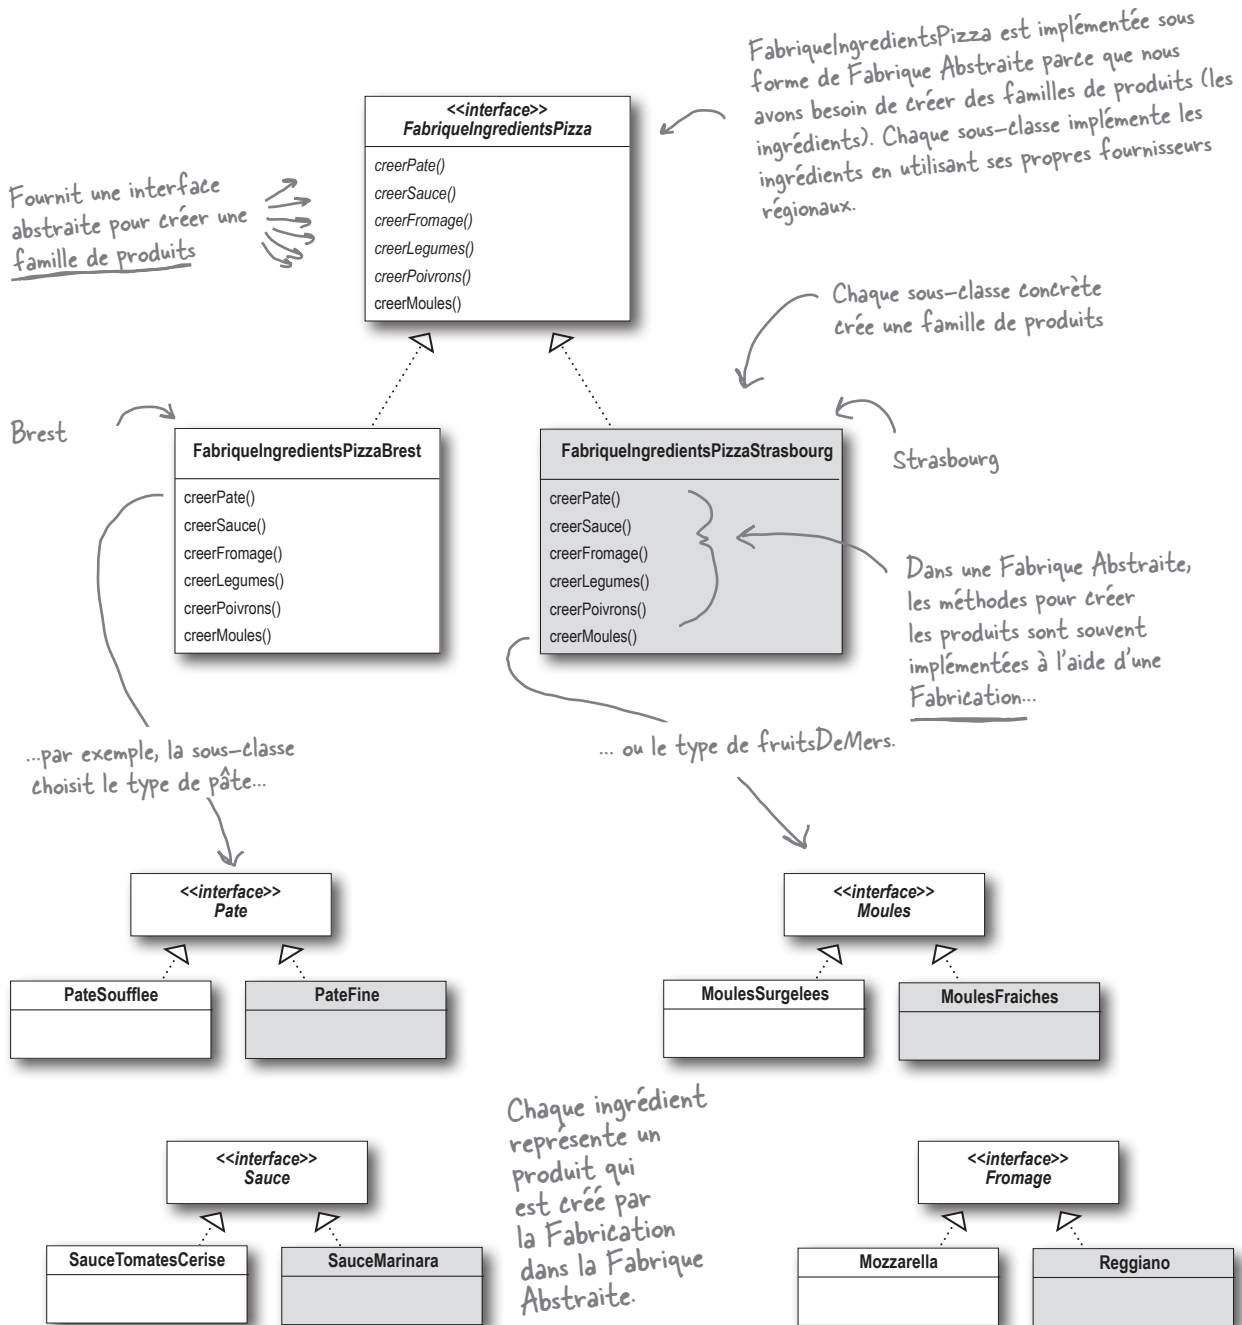 FabriqueIngredientsPizza est implémentée sous
forme de Fabrique Abstraite parce que nous
avons besoin de créer des familles de produits (les
ingrédients). Chaque sous-classe implémente les
ingrédients en utilisant ses propres fournisseurs
régionaux.
<<interface>>
FabriqueIngredientsPizza
creerPate()
creerSauce()
creerFromage()
creerLegumes()
creerPoivrons()
creerMoules()
Fournit une interface
abstraite pour créer une
famille de produits
Chaque sous-classe concrète
crée une famille de produits
Brest
FabriqueIngredientsPizzaBrest
creerPate()
creerSauce()
creerFromage()
creerLegumes()
creerPoivrons()
creerMoules()
FabriqueIngredientsPizzaStrasbourg
creerPate()
creerSauce()
creerFromage()
creerLegumes()
creerPoivrons()
creerMoules()
Strasbourg
Dans une Fabrique Abstraite,
les méthodes pour créer
les produits sont souvent
implémentées à l'aide d'une
Fabrication...
...par exemple, la sous-classe
choisit le type de pâte...
... ou le type de fruitsDeMers.
<<interface>>
Pate
PateSoufflee
PateFine
<<interface>>
Moules
MoulesSurgelees
MoulesFraiches
<<interface>>
Sauce
SauceTomatesCerise
SauceMarinara
Chaque ingrédient
représente un
produit qui
est créé par
la Fabrication
dans la Fabrique
Abstraite.
<<interface>>
Fromage
Mozzarella
Reggiano